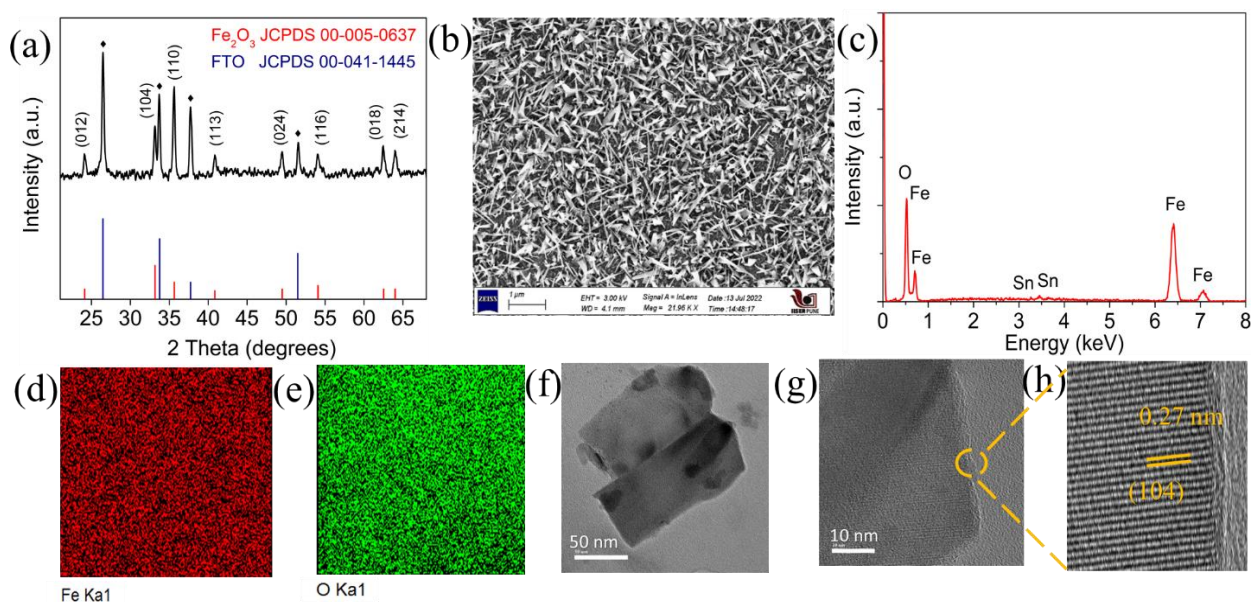 (a)
Fe₂O₃ JCPDS 00-005-0637
FTO JCPDS 00-041-1445
Intensity (a.u.)
(012)
(104)
(110)
(113)
(024)
(116)
(018)
(214)
25 30 35 40 45 50 55 60 65
2 Theta (degrees)
(b)
ZEISS
1 µm
EHT = 3.00 kV
Signal A = InLens
Date :13 Jul 2022
WD = 4.1 mm
Mag = 21.96 K X
Time :14:48:17
IISER PUNE
(c)
Intensity (a.u.)
O
Fe
Fe
Sn Sn
Fe
Fe
0 1 2 3 4 5 6 7 8
Energy (keV)
(d)
Fe Ka1
(e)
O Ka1
(f)
50 nm
(g)
10 nm
(h)
0.27 nm
(104)